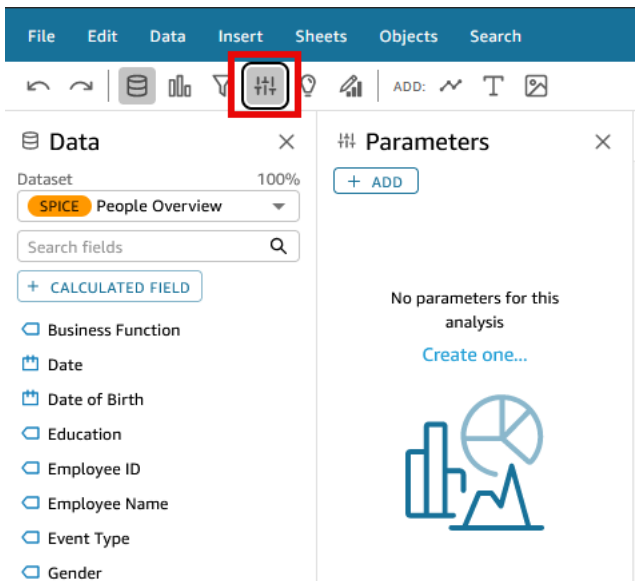 File Edit Data Insert Sheets Objects Search
ADD: T
Data
Dataset 100%
SPICE People Overview
Search fields
+ CALCULATED FIELD
Business Function
Date
Date of Birth
Education
Employee ID
Employee Name
Event Type
Gender
Parameters
+ ADD
No parameters for this
analysis
Create one...